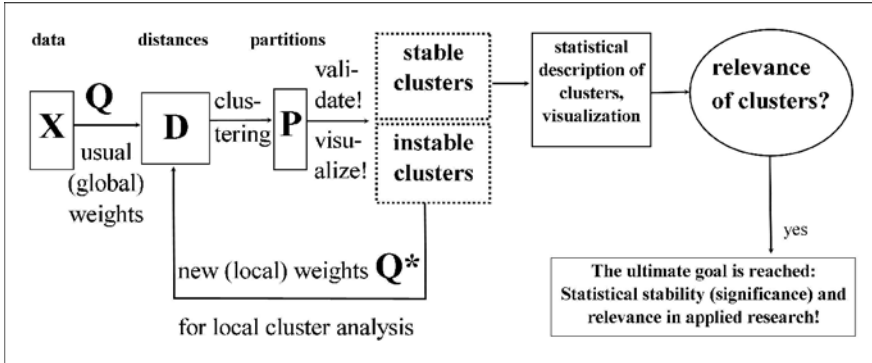 data
distances
partitions
X
Q
usual
(global)
weights
D
clus-
tering
P
vali-
date!
visu-
alize!
stable
clusters
instable
clusters
statistical
description of
clusters,
visualization
relevance
of clusters?
yes
The ultimate goal is reached:
Statistical stability (significance) and
relevance in applied research!
new (local) weights Q*
for local cluster analysis